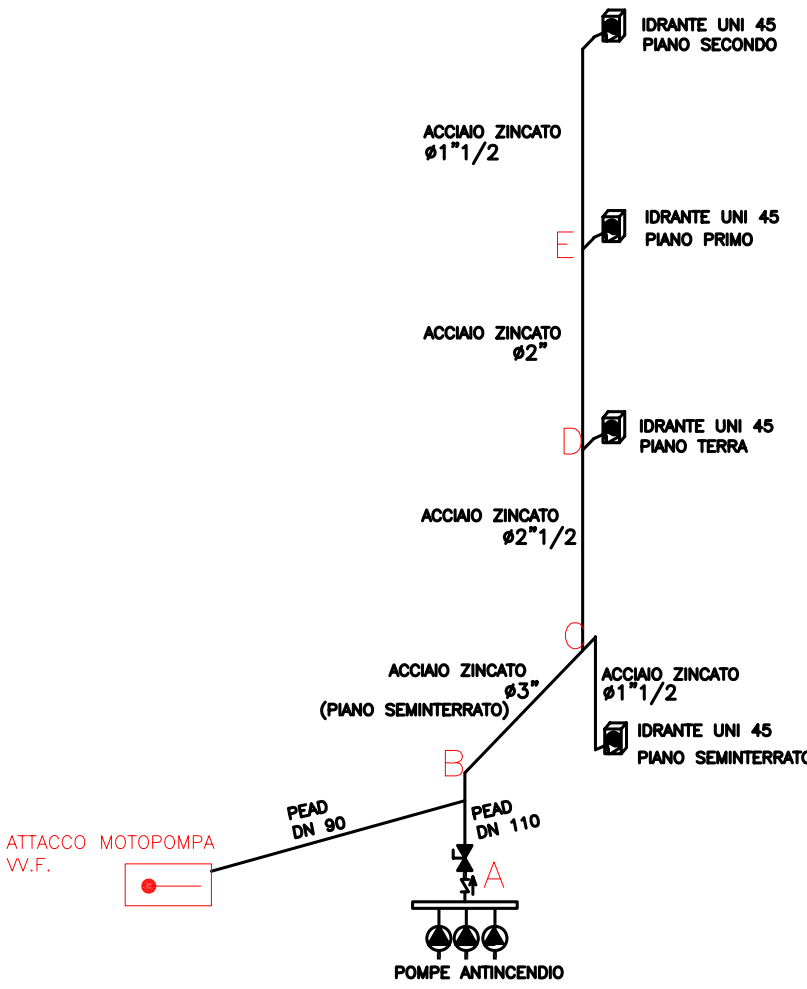 IDRANTE UNI 45
PIANO SECONDO
ACCIAIO ZINCATO
ø1"1/2
IDRANTE UNI 45
PIANO PRIMO
E
ACCIAIO ZINCATO
ø2"
IDRANTE UNI 45
PIANO TERRA
D
ACCIAIO ZINCATO
ø2"1/2
C
ACCIAIO ZINCATO
ø3"
(PIANO SEMINTERRATO)
ACCIAIO ZINCATO
ø1"1/2
IDRANTE UNI 45
PIANO SEMINTERRATO
B
PEAD
DN 90
PEAD
DN 110
ATTACCO MOTOPOMPA
VV.F.
A
POMPE ANTINCENDIO